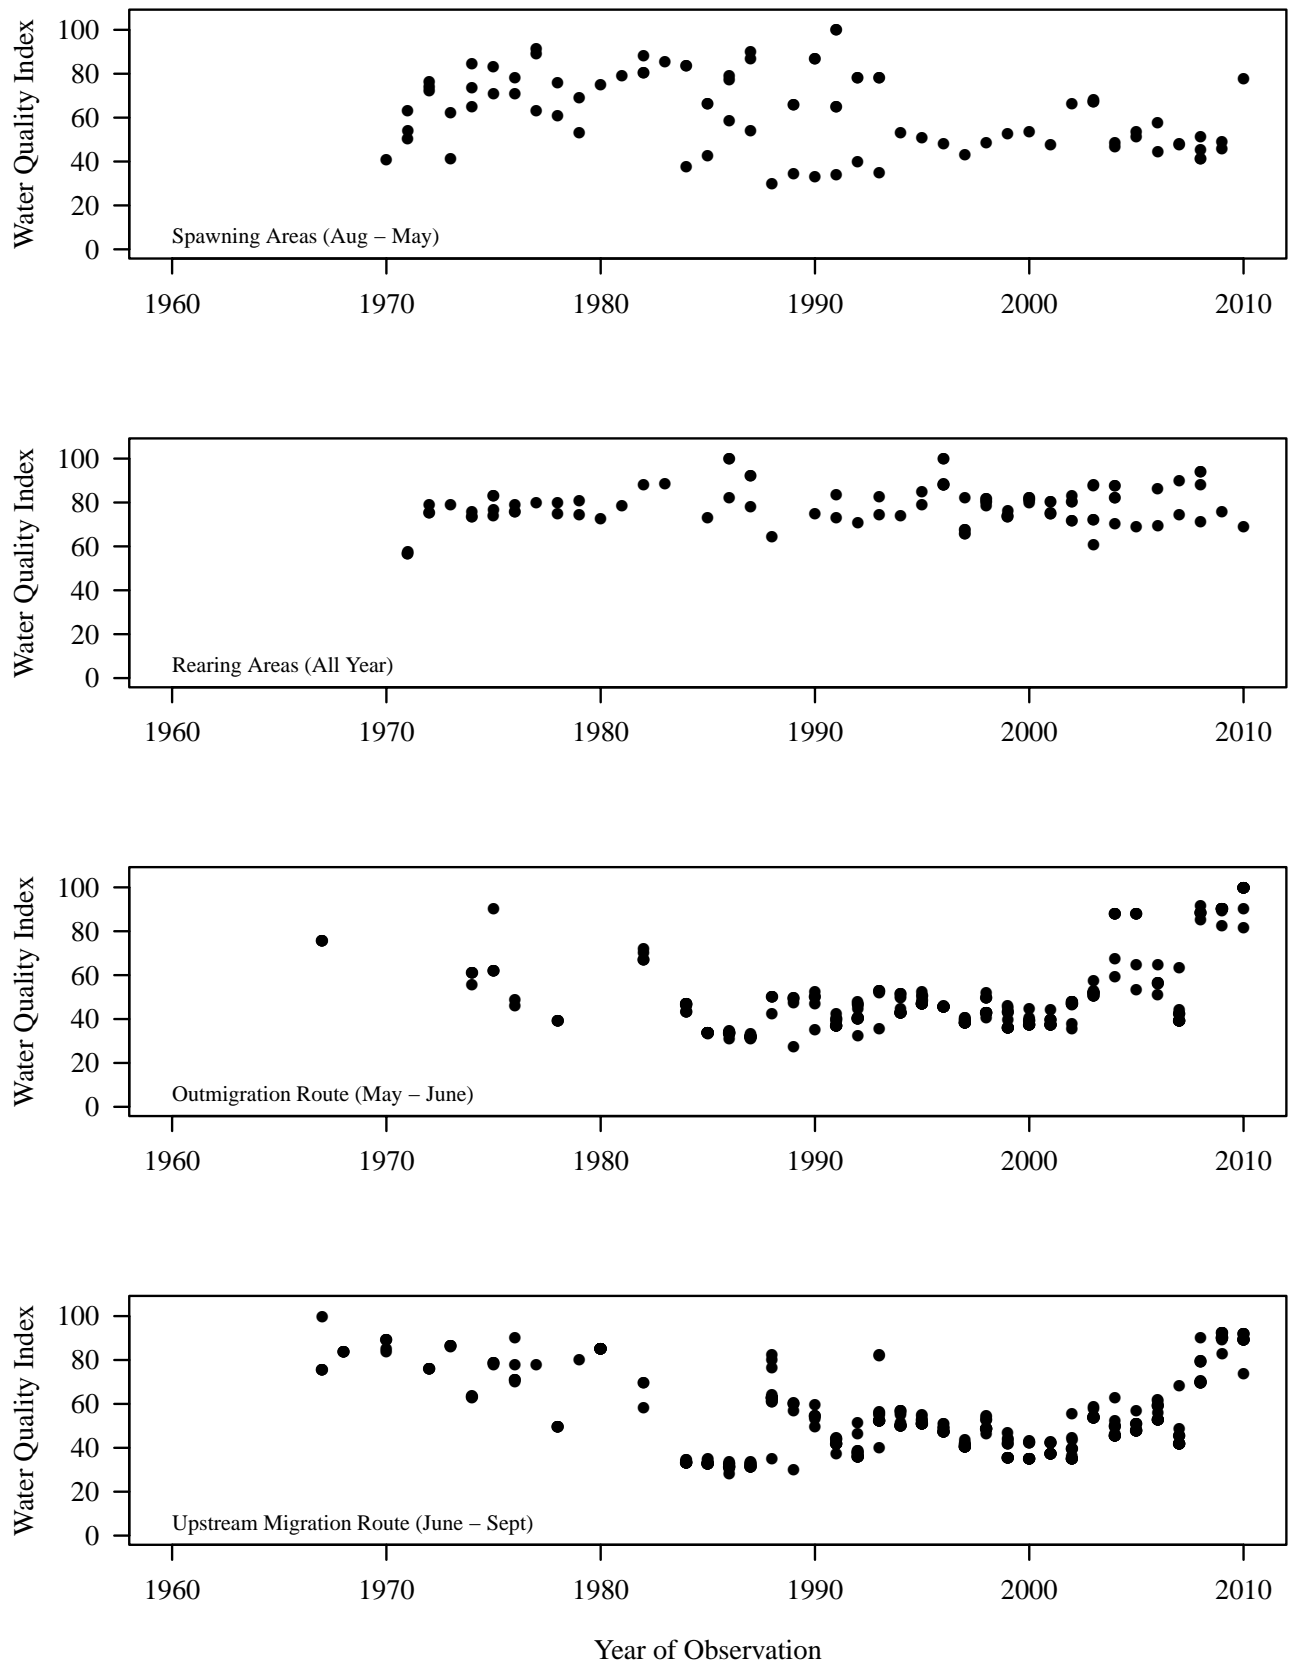 Water Quality Index
100
80
60
40
20
0
Spawning Areas (Aug – May)
1960 1970 1980 1990 2000 2010
Water Quality Index
100
80
60
40
20
0
Rearing Areas (All Year)
1960 1970 1980 1990 2000 2010
Water Quality Index
100
80
60
40
20
0
Outmigration Route (May – June)
1960 1970 1980 1990 2000 2010
Water Quality Index
100
80
60
40
20
0
Upstream Migration Route (June – Sept)
1960 1970 1980 1990 2000 2010
Year of Observation